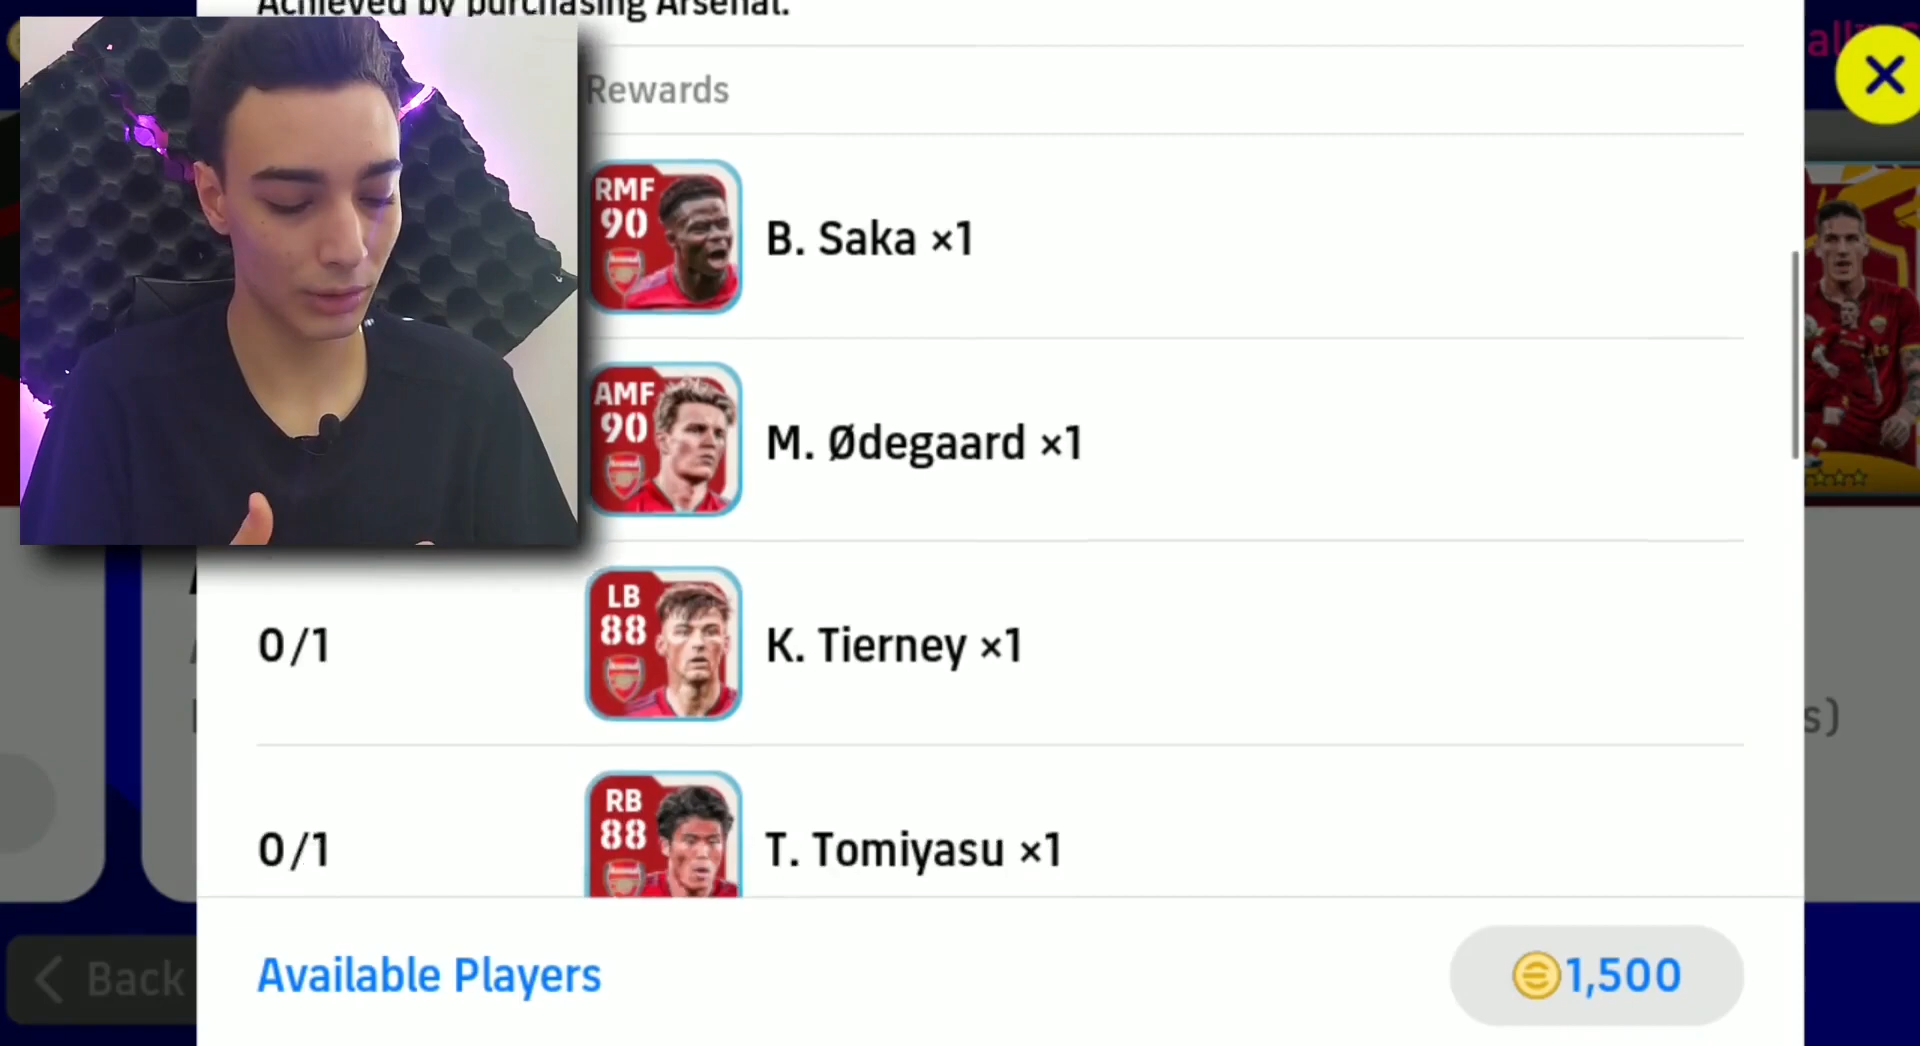 Achieved by purchasing Arsenal.
Rewards
RMF
90
B. Saka ×1
AMF
90
M. Ødegaard ×1
0/1
LB
88
K. Tierney ×1
0/1
RB
88
T. Tomiyasu ×1
Back
Available Players
1,500